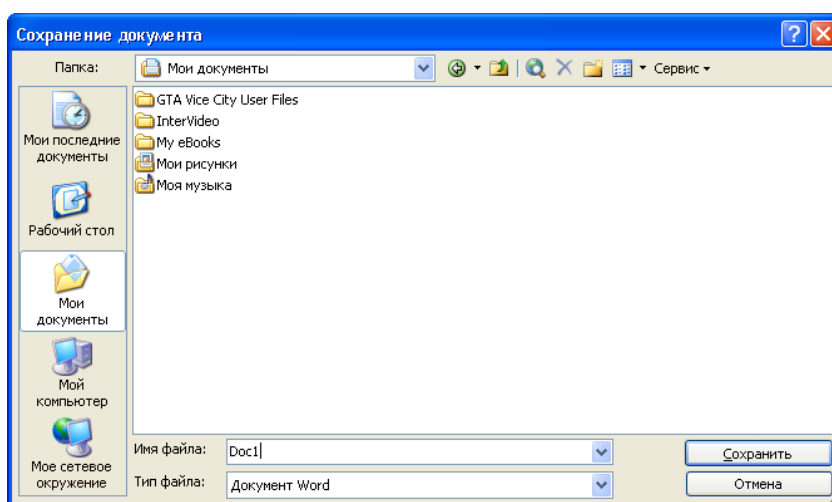 Сохранение документа
Папка:
Мои документы
Сервис
GTA Vice City User Files
InterVideo
My eBooks
Мои рисунки
Моя музыка
Мои последние
документы
Рабочий стол
Мои
документы
Мой
компьютер
Мое сетевое
окружение
Имя файла:
Doc1
Сохранить
Тип файла:
Документ Word
Отмена